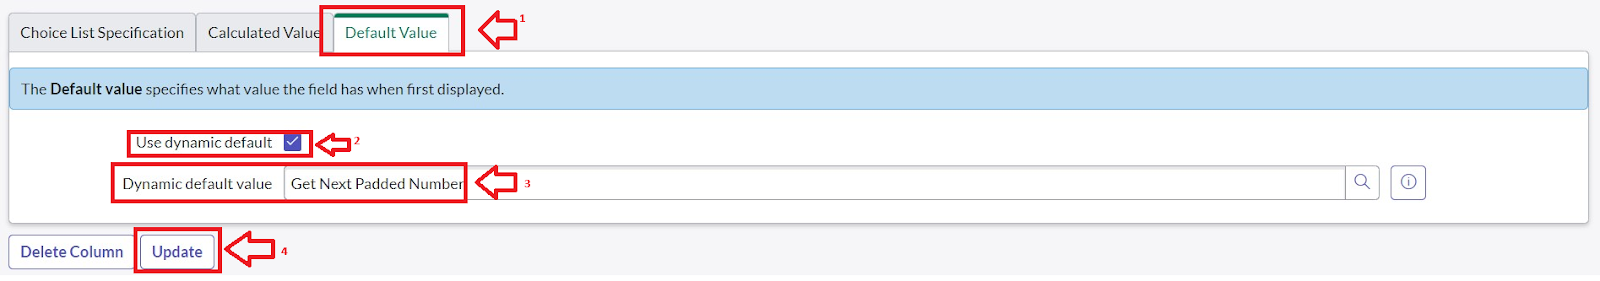 Choice List Specification Calculated Value Default Value 1
The Default value specifies what value the field has when first displayed.
Use dynamic default 2
Dynamic default value Get Next Padded Number 3
Delete Column Update 4